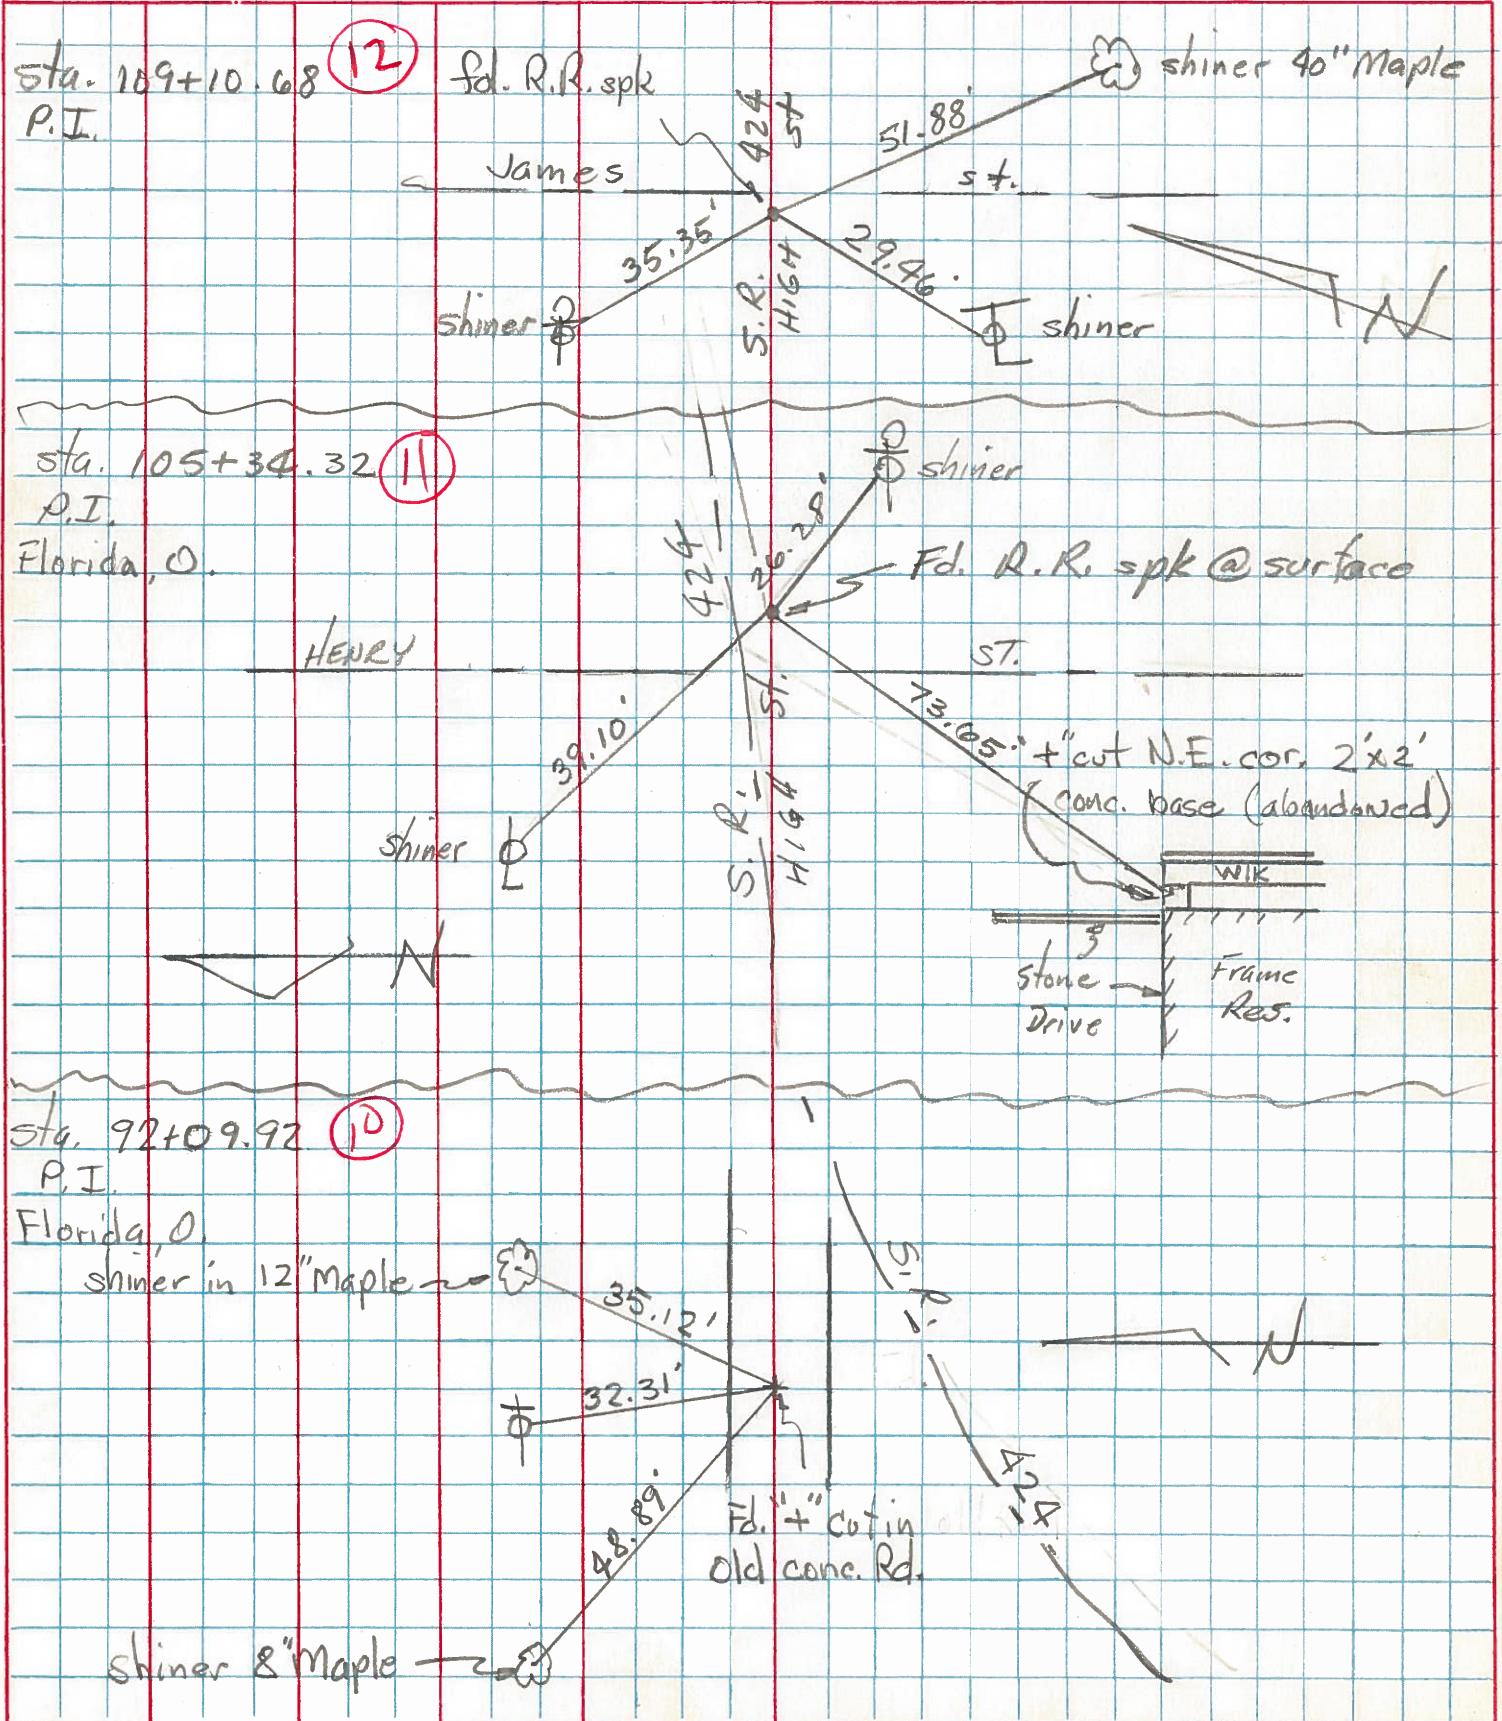 sta. 109+10.68 12 fd. R.R. spk
P.I.
shiner 40" Maple
51.88'
S.R. 424
HIGH St
James st.
35.35'
29.46'
shiner
shiner
N
sta. 105+34.32 11
P.I.
Florida, O.
shiner
26.28'
Fd. R.R. spk @ surface
S.R. 424
HIGH St.
HENRY ST.
39.10'
73.65'
"+" cut N.E. cor. 2'x2'
conc. base (abandoned)
shiner
Wlk
N
Stone
Drive
Frame
Res.
sta. 92+09.92 10
P.I.
Florida, O.
shiner in 12" Maple
35.12'
S.R. 424
32.31'
N
48.89'
Fd. "+" cut in
old conc. Rd.
shiner 8" Maple